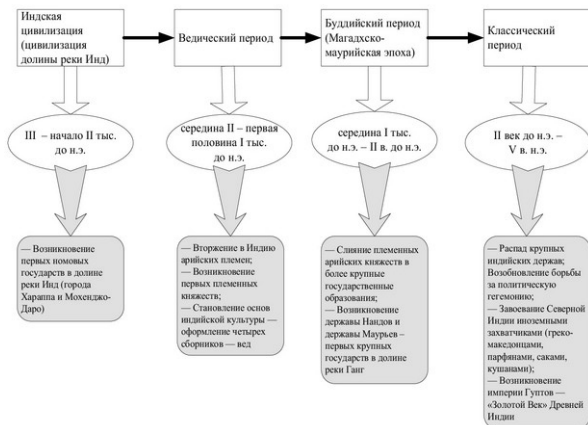 Индская
цивилизация
(цивилизация
долины реки Инд)
Ведический период
Буддийский период
(Магадхско-
маурийская эпоха)
Классический
период
III – начало II тыс.
до н.э.
середина II – первая
половина I тыс.
до н.э.
середина I тыс.
до н.э. – II в. до н.э.
II век до н.э. –
V в. н.э.
— Возникновение
первых номовых
государств в долине
реки Инд (города
Хараппа и Мохенджо-
Даро)
— Вторжение в Индию
арийских племен;
— Возникновение
первых племенных
княжеств;
— Становление основ
индийской культуры —
оформление четырех
сборников — вед
— Слияние племенных
арийских княжеств в
более крупные
государственные
образования;
— Возникновение
державы Нандов и
державы Маурьев –
первых крупных
государств в долине
реки Ганг
— Распад крупных
индийских держав;
Возобновление борьбы
за политическую
гегемонию;
— Завоевание Северной
Индии иноземными
захватчиками (греко-
македонцами,
парфянами, саками,
кушанами);
— Возникновение
империи Гуптов —
«Золотой Век» Древней
Индии